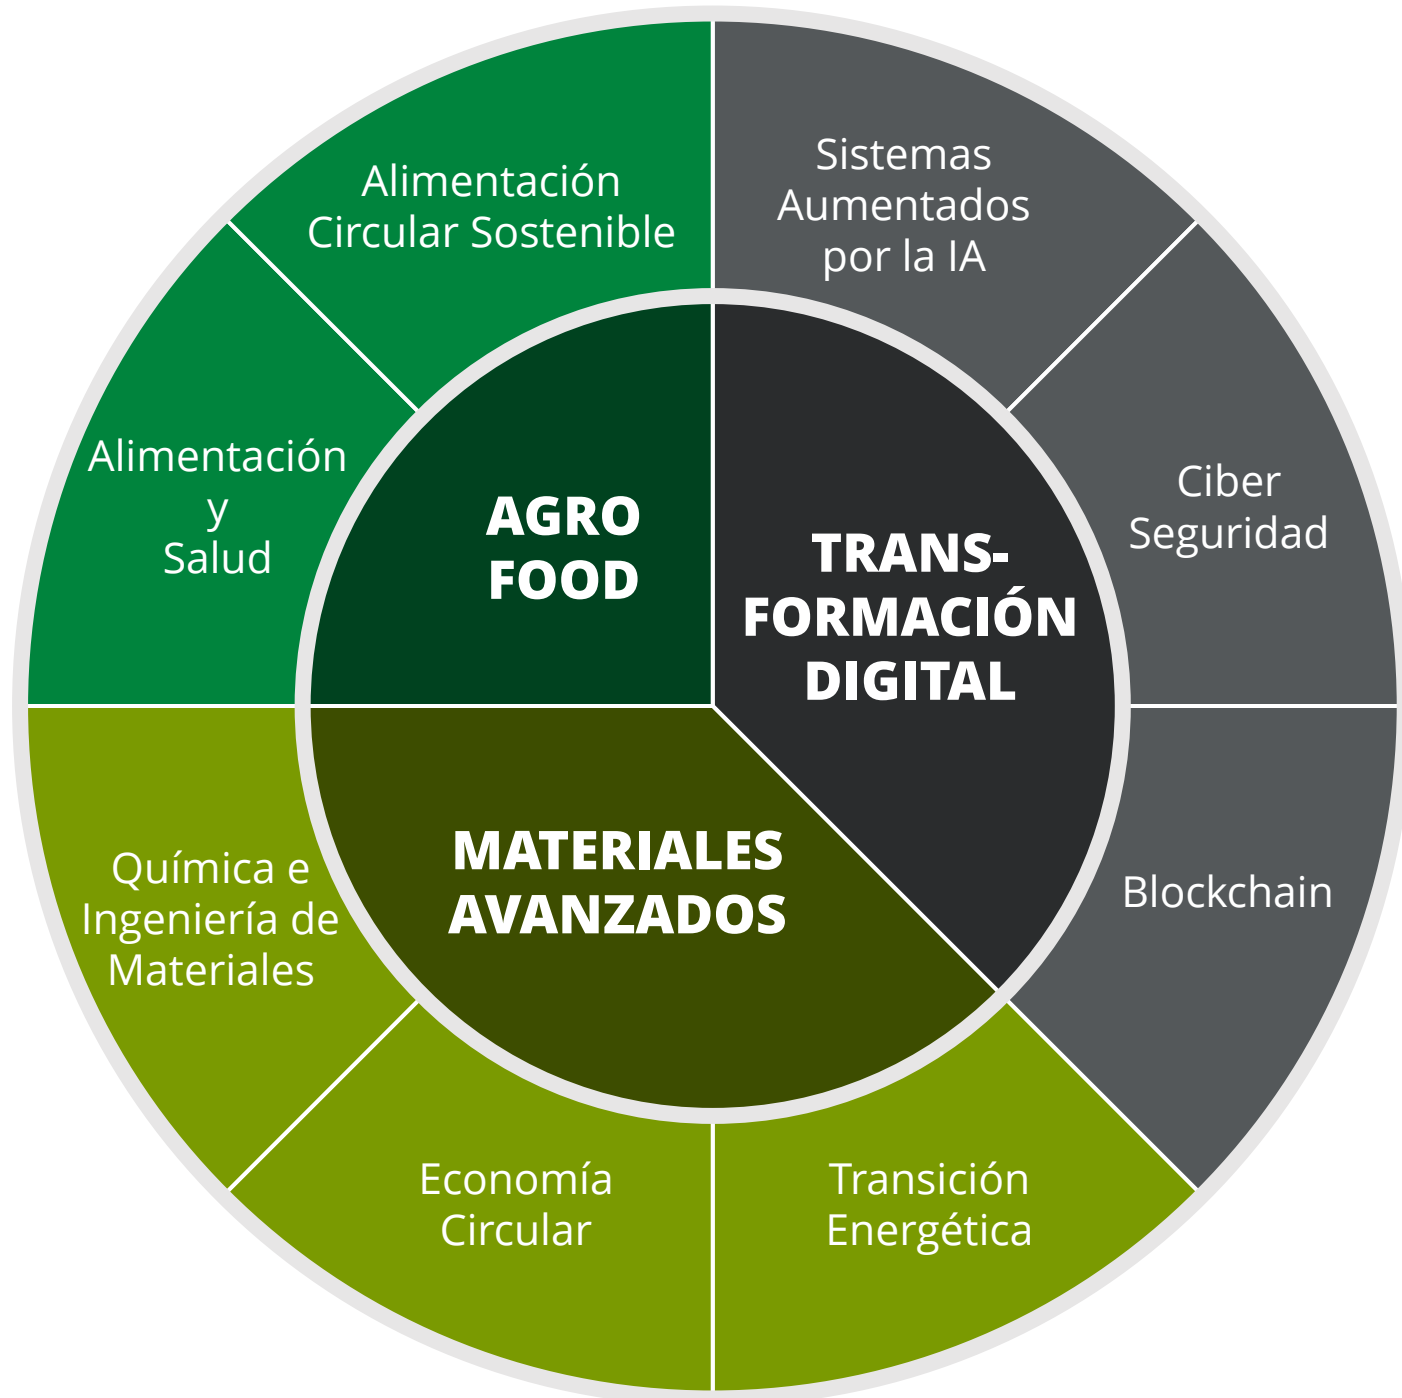 Alimentación
Circular Sostenible
Sistemas
Aumentados
por la IA
Alimentación
y
Salud
Ciber
Seguridad
AGRO
FOOD
TRANS-
FORMACIÓN
DIGITAL
MATERIALES
AVANZADOS
Química e
Ingeniería de
Materiales
Blockchain
Economía
Circular
Transición
Energética